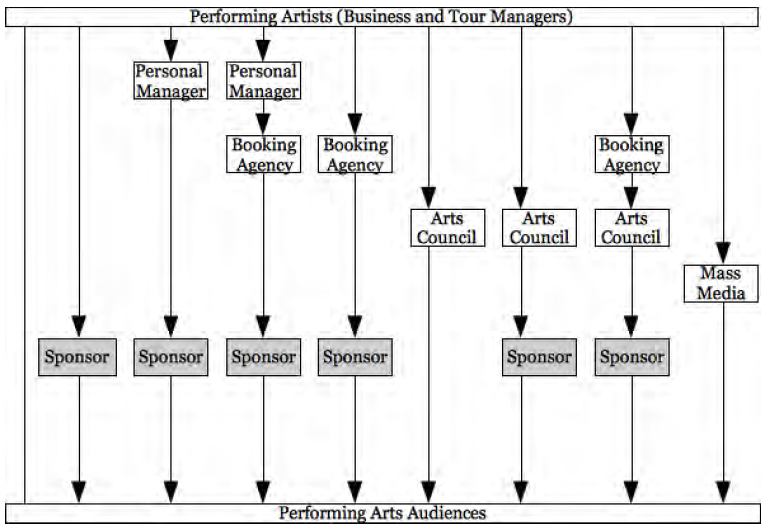 Performing Artists (Business and Tour Managers)
Personal
Manager
Personal
Manager
Booking
Agency
Booking
Agency
Booking
Agency
Arts
Council
Arts
Council
Arts
Council
Mass
Media
Sponsor
Sponsor
Sponsor
Sponsor
Sponsor
Sponsor
Performing Arts Audiences